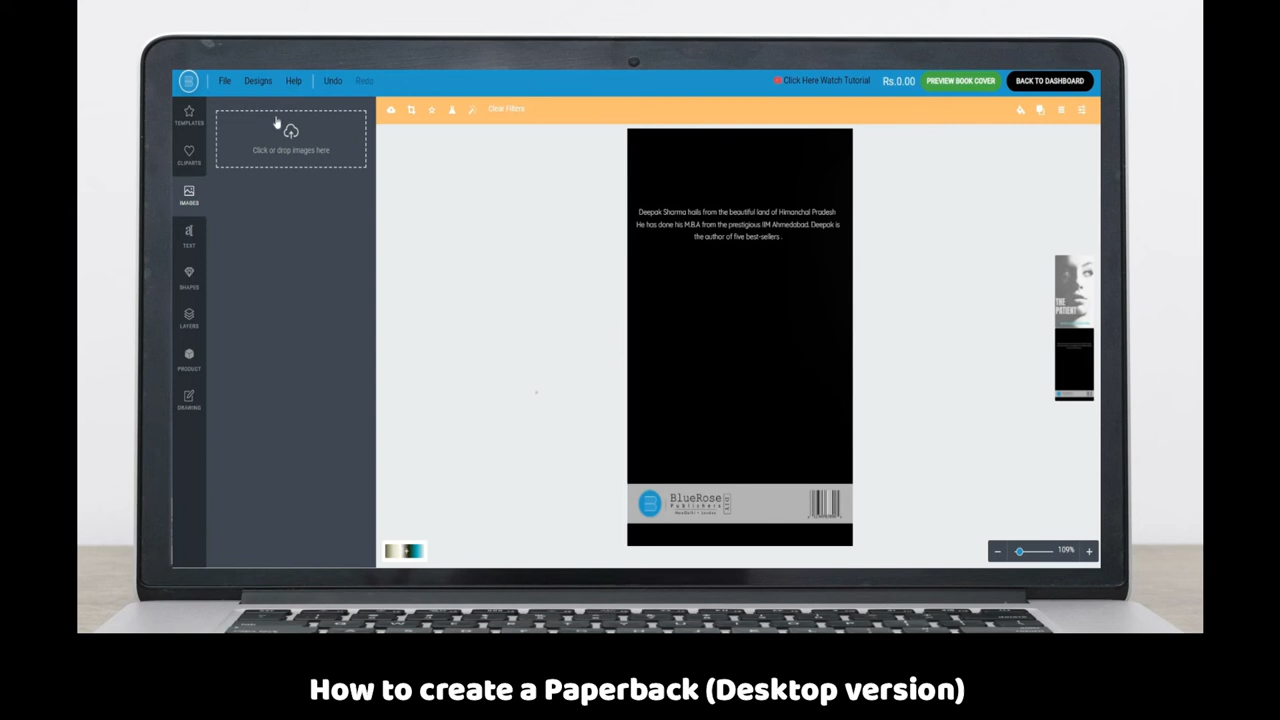 File Designs Help Undo Redo
Click Here Watch Tutorial Rs.0.00 PREVIEW BOOK COVER BACK TO DASHBOARD
Clear Filters
TEMPLATES
CLIPARTS
IMAGES
TEXT
SHAPES
LAYERS
PRODUCT
DRAWING
Click or drop images here
Deepak Sharma hails from the beautiful land of Himanchal Pradesh
He has done his M.B.A from the prestigious IIM Ahmedabad. Deepak is
the author of five best-sellers .
BlueRose
Publishers
NewDelhi • London
THE
PATIENT
109%
How to create a Paperback (Desktop version)